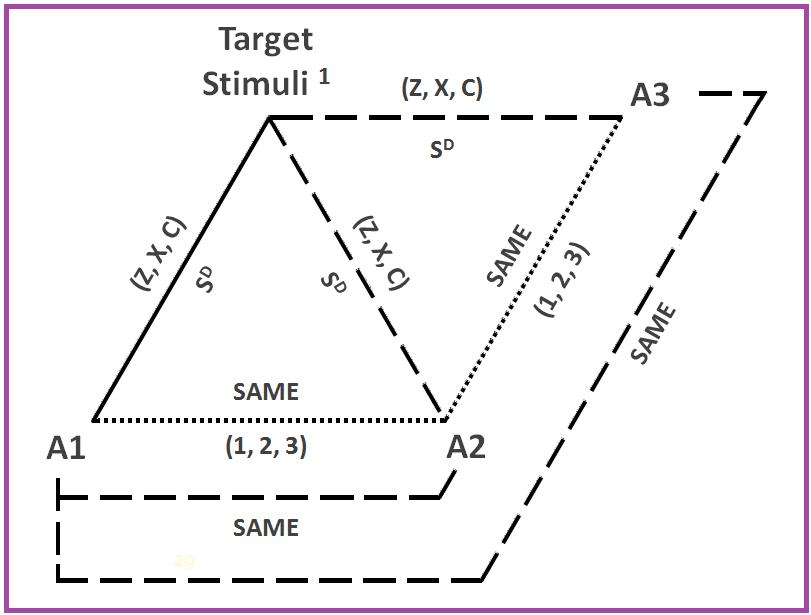 Target
Stimuli ¹
(Z, X, C)
A3
Sᴰ
(Z, X, C)
Sᴰ
(Z, X, C)
Sᴰ
SAME
(1, 2, 3)
SAME
SAME
A1
(1, 2, 3)
A2
SAME
29